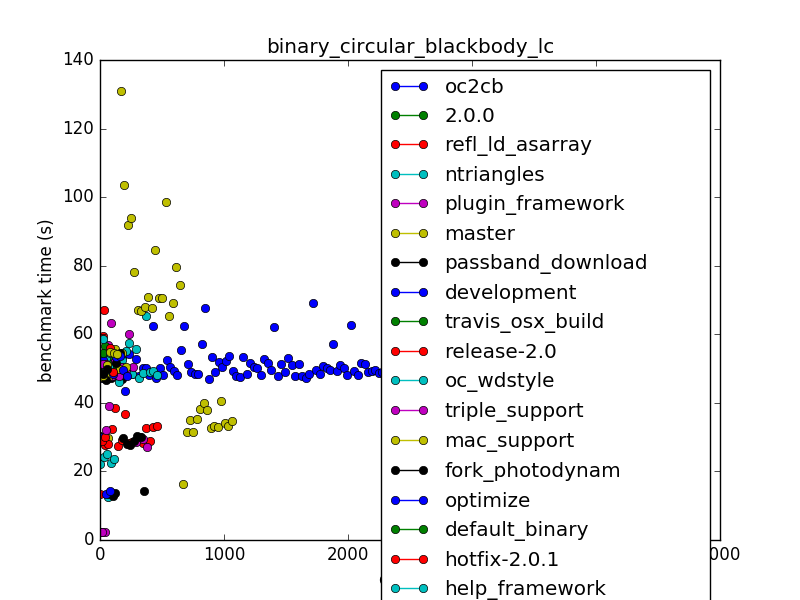 binary_circular_blackbody_lc
benchmark time (s)
140
120
100
80
60
40
20
0
0
1000
2000
000
oc2cb
2.0.0
refl_ld_asarray
ntriangles
plugin_framework
master
passband_download
development
travis_osx_build
release-2.0
oc_wdstyle
triple_support
mac_support
fork_photodynam
optimize
default_binary
hotfix-2.0.1
help_framework